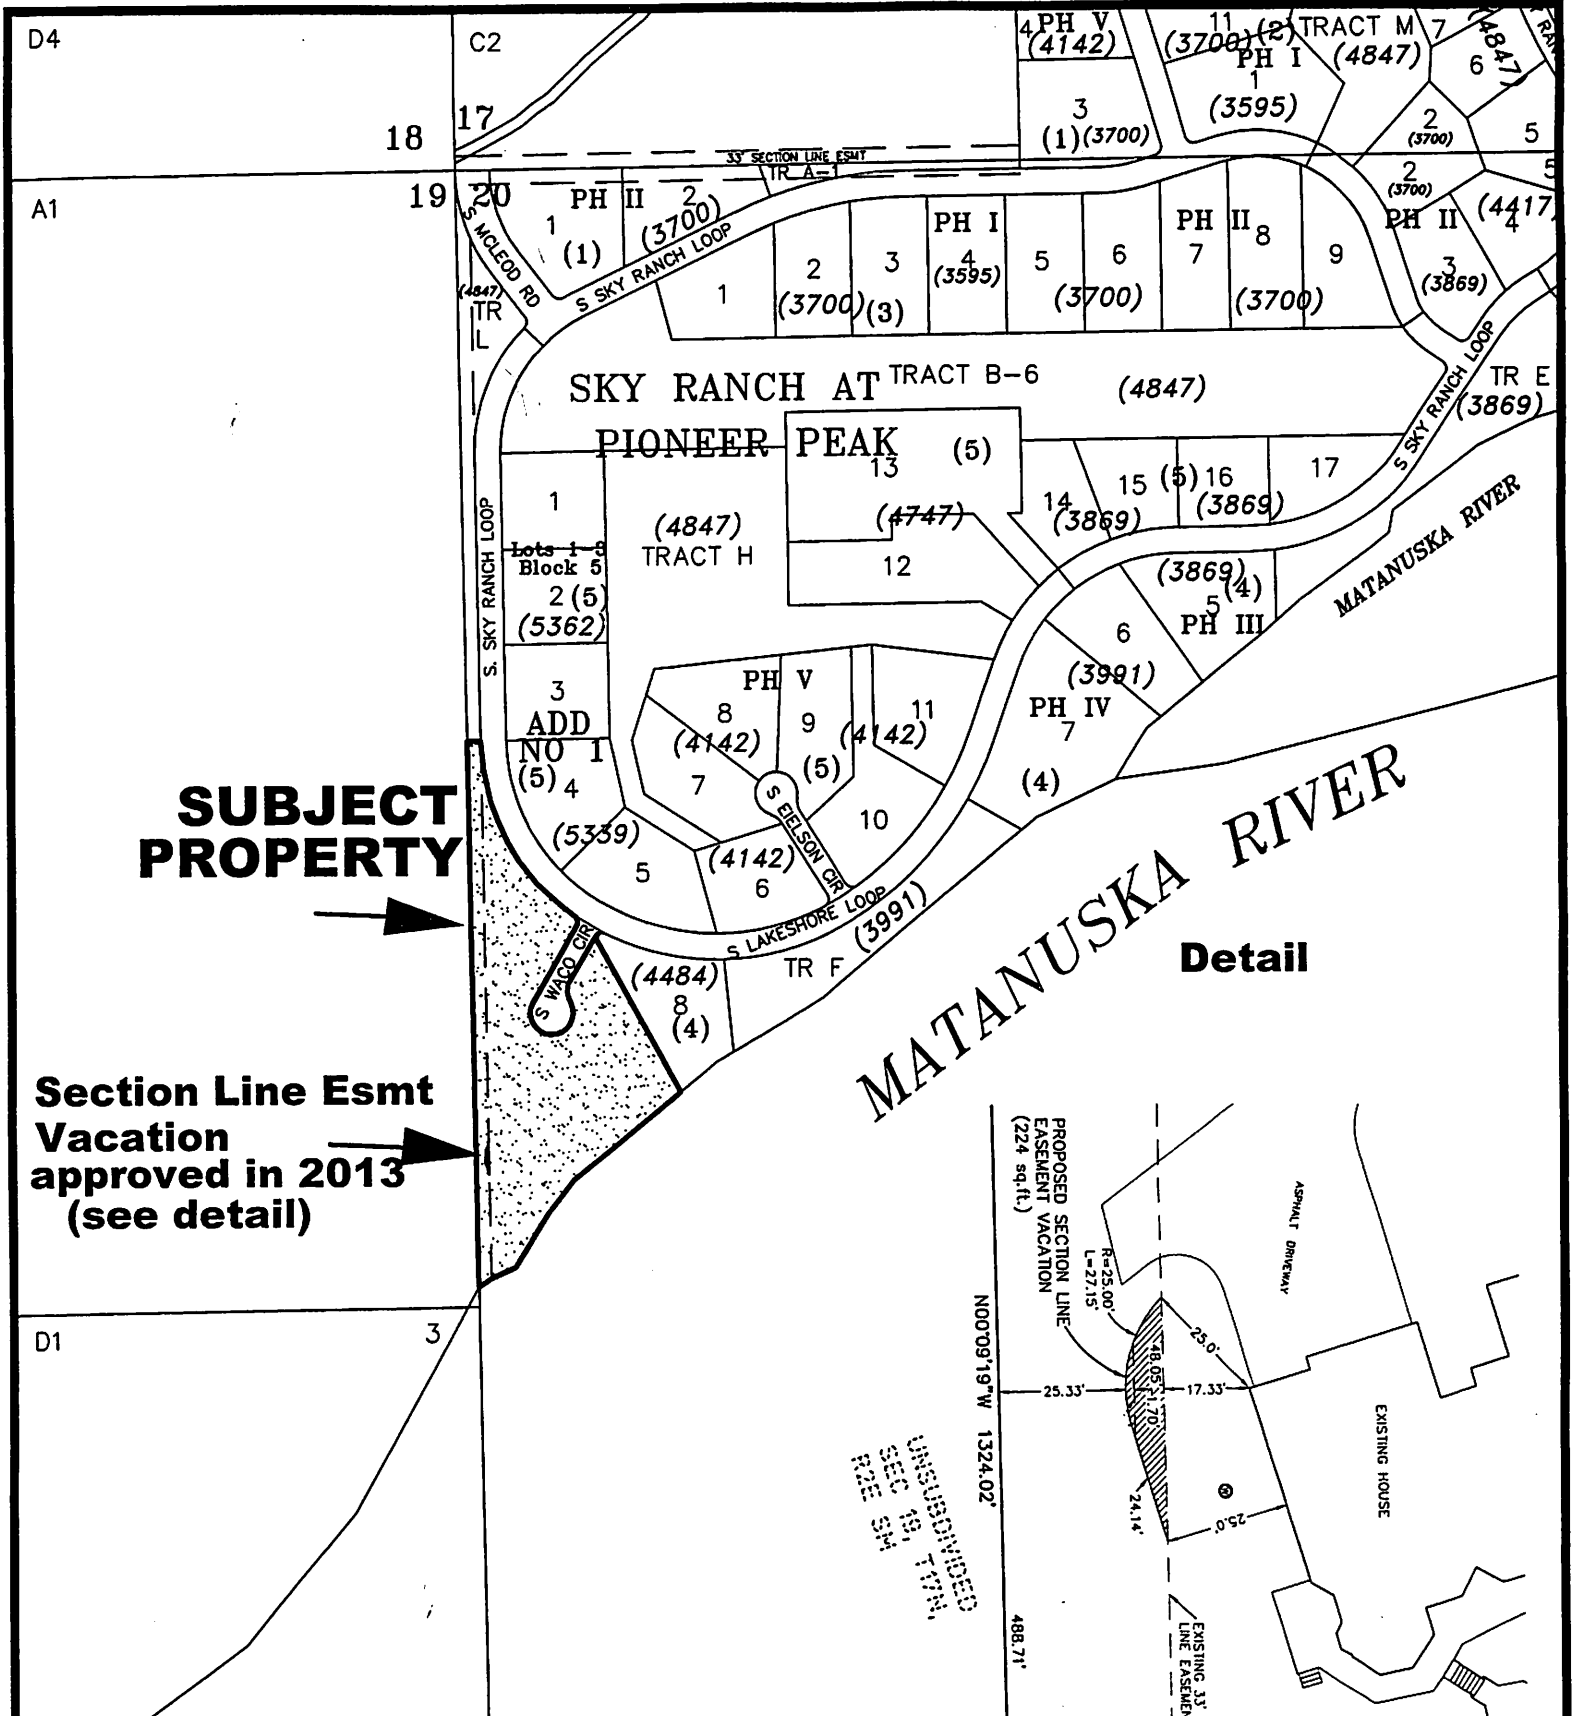 D4
C2
4
PH V
(4142)
11
(3700)
(2)
TRACT M
(4847)
7
6
(4847)
PH I
1
(3595)
3
(1)(3700)
2
(3700)
5
18
17
33' SECTION LINE ESMT
TR A-1
A1
19
20
S MCLEOD RD
PH II
1
(1)
2
(3700)
S SKY RANCH LOOP
(4847)
TR
L
1
2
(3700)
3
(3)
PH I
4
(3595)
5
6
(3700)
PH II
7
8
(3700)
9
2
(3700)
PH II
3
(3869)
5
(4417)
4
S SKY RANCH LOOP
TR E
(3869)
SKY RANCH AT
PIONEER PEAK
TRACT B-6
(4847)
13
(5)
(4747)
12
14
(3869)
15
(5)
16
(3869)
17
MATANUSKA RIVER
S. SKY RANCH LOOP
1
Lots 1-3
Block 5
2 (5)
(5362)
(4847)
TRACT H
3
ADD
NO 1
(5)
4
(5339)
5
PH V
8
(4142)
7
9
(5)
(4142)
11
10
S EIELSON CIR
(4142)
6
(3869)
(4)
5
PH III
6
(3991)
PH IV
7
(4)
S LAKESHORE LOOP
(3991)
TR F
(4484)
8
(4)
S WACO CIR
SUBJECT
PROPERTY
MATANUSKA RIVER
Detail
Section Line Esmt
Vacation
approved in 2013
(see detail)
D1
3
PROPOSED SECTION LINE
EASEMENT VACATION
(224 sq.ft.)
R=25.00'
L=27.15'
ASPHALT DRIVEWAY
25.0'
48.05'
1.70'
17.33'
25.33'
24.14'
25.0'
EXISTING HOUSE
N00°09'19"W 1324.02'
488.71'
UNSUBDIVIDED
SEC 19, T17N,
R2E SM
EXISTING 33'